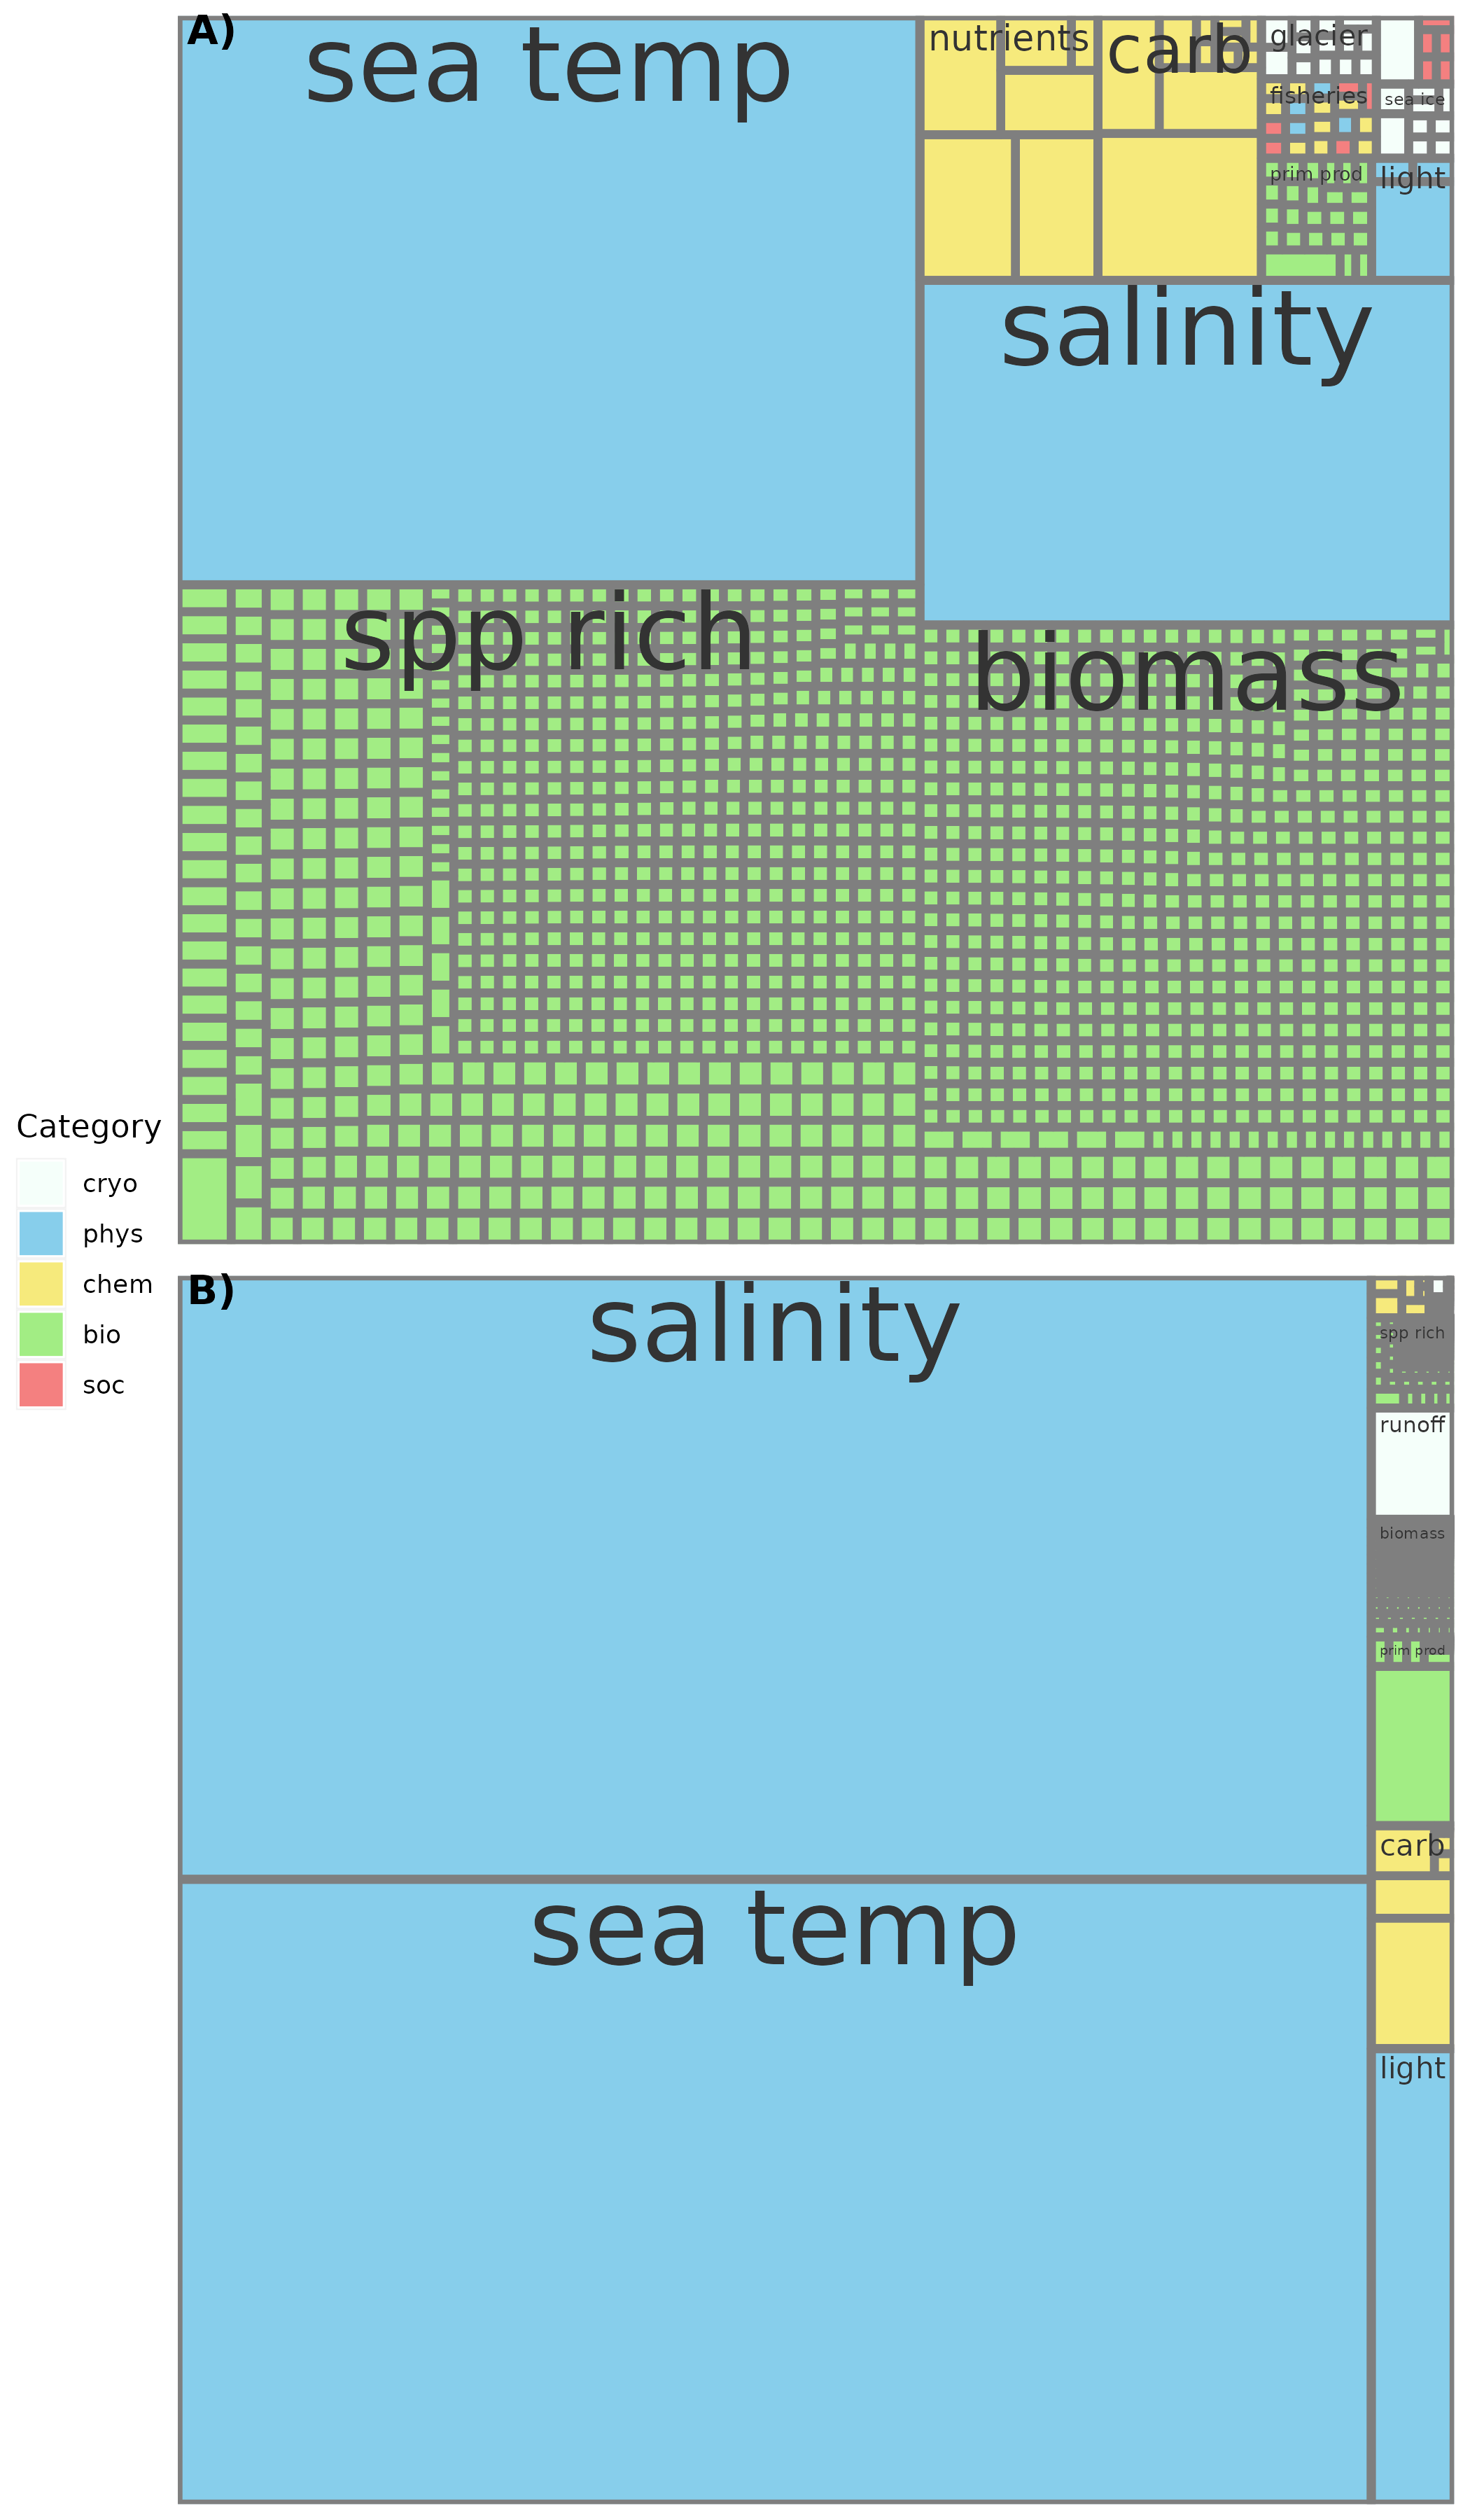 A)
sea temp
nutrients
carb
glacier
fisheries
sea ice
prim prod
light
salinity
spp rich
biomass
Category
cryo
phys
chem
bio
soc
B)
salinity
spp rich
runoff
biomass
prim prod
carb
sea temp
light